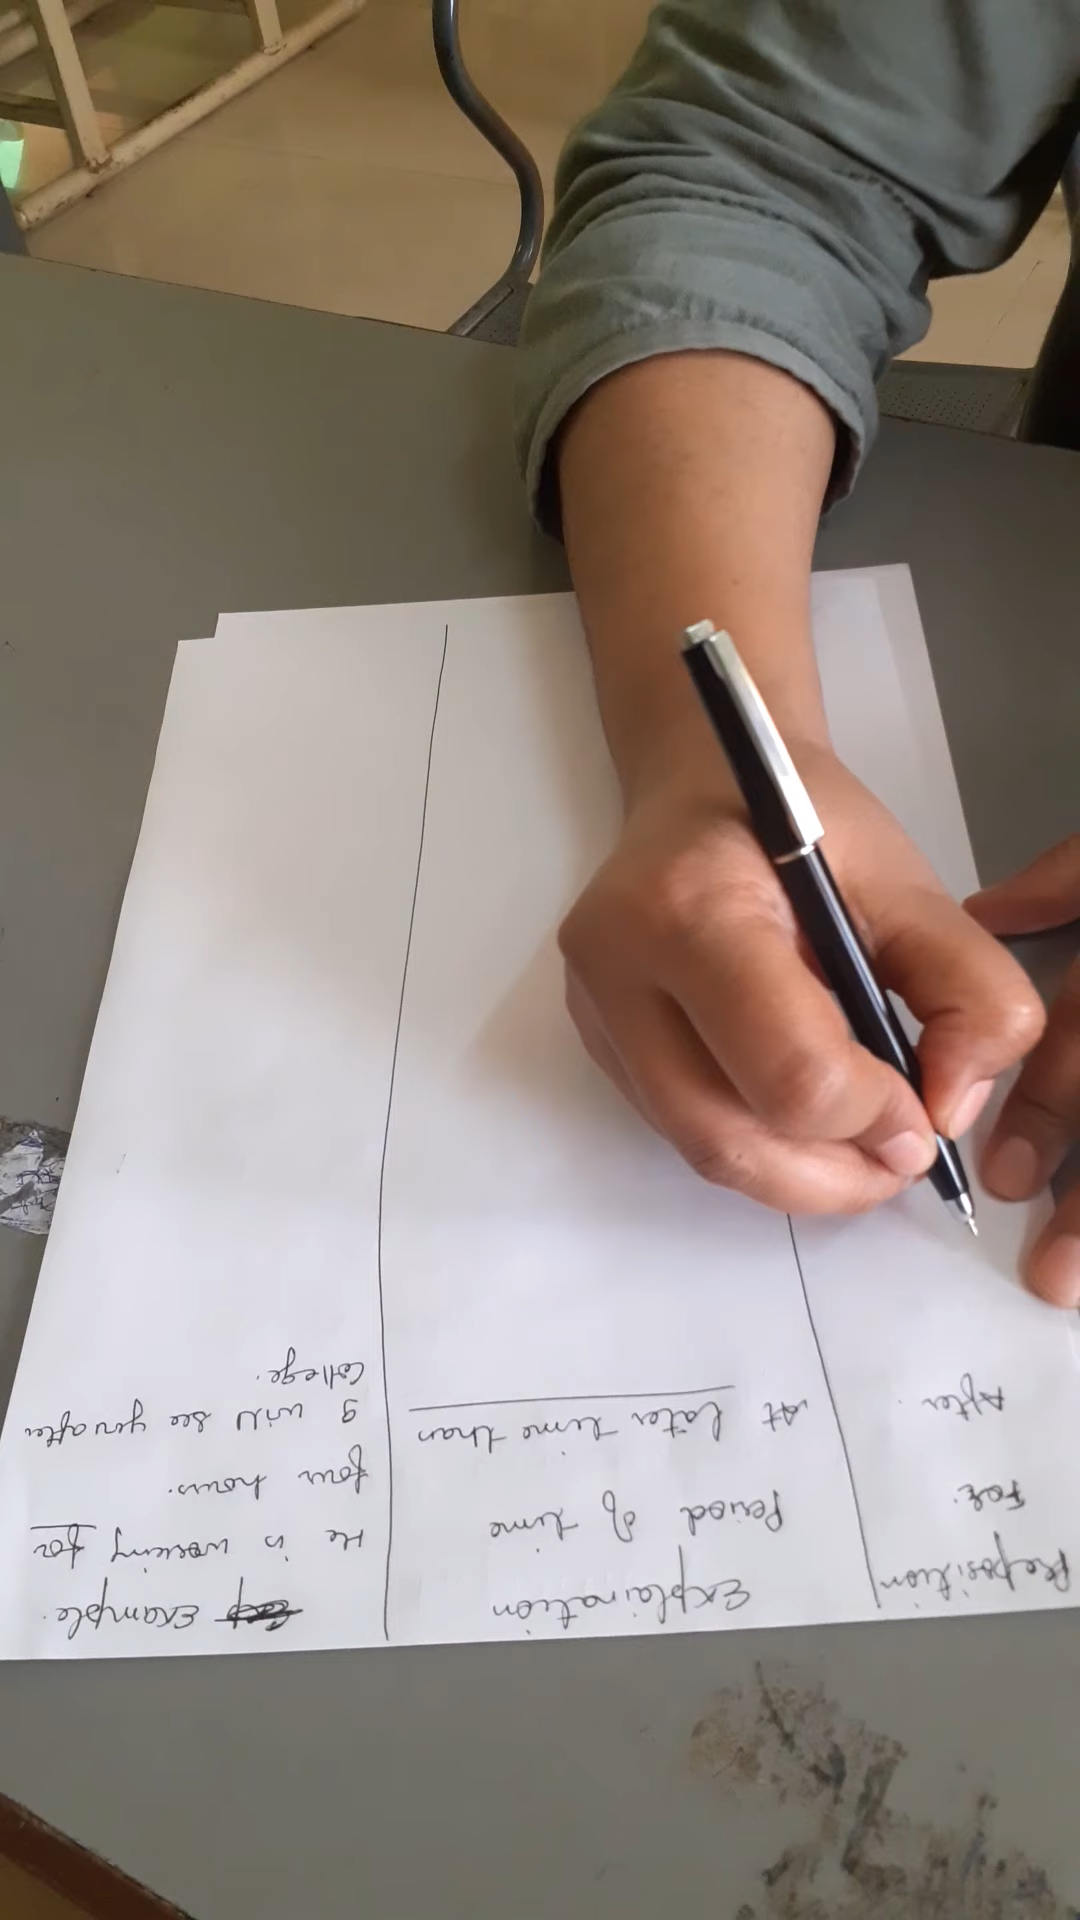 Preposition Explaination Example.
For. Period of time He is working for
four hours.
After. At later time than I will see you after
College.